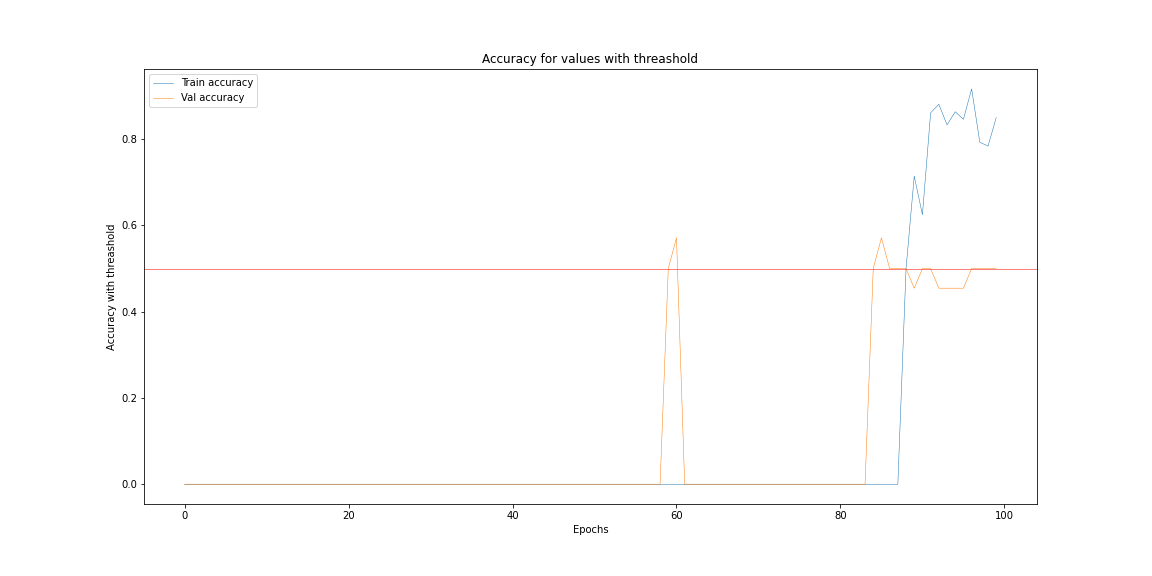 Accuracy for values with threashold
Train accuracy
Val accuracy
Accuracy with threashold
0.8
0.6
0.4
0.2
0.0
0 20 40 60 80 100
Epochs